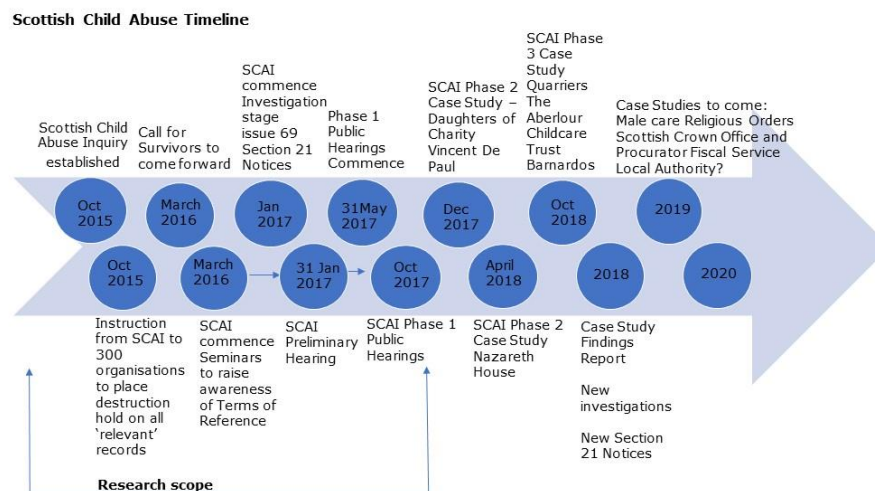 Scottish Child Abuse Timeline
Scottish Child
Abuse Inquiry
established
Call for
Survivors to
come forward
SCAI
commence
Investigation
stage
issue 69
Section 21
Notices
Phase 1
Public
Hearings
Commence
SCAI Phase 2
Case Study –
Daughters of
Charity
Vincent De
Paul
SCAI Phase
3 Case
Study
Quarriers
The
Aberlour
Childcare
Trust
Barnardos
Case Studies to come:
Male care Religious Orders
Scottish Crown Office and
Procurator Fiscal Service
Local Authority?
Oct
2015
March
2016
Jan
2017
31May
2017
Dec
2017
Oct
2018
2019
Oct
2015
March
2016
31 Jan
2017
Oct
2017
April
2018
2018
2020
Instruction
from SCAI to
300
organisations
to place
destruction
hold on all
‘relevant’
records
SCAI
commence
Seminars
to raise
awareness
of Terms of
Reference
SCAI
Preliminary
Hearing
SCAI Phase 1
Public
Hearings
SCAI Phase 2
Case Study
Nazareth
House
Case Study
Findings
Report
New
investigations
New Section
21 Notices
Research scope